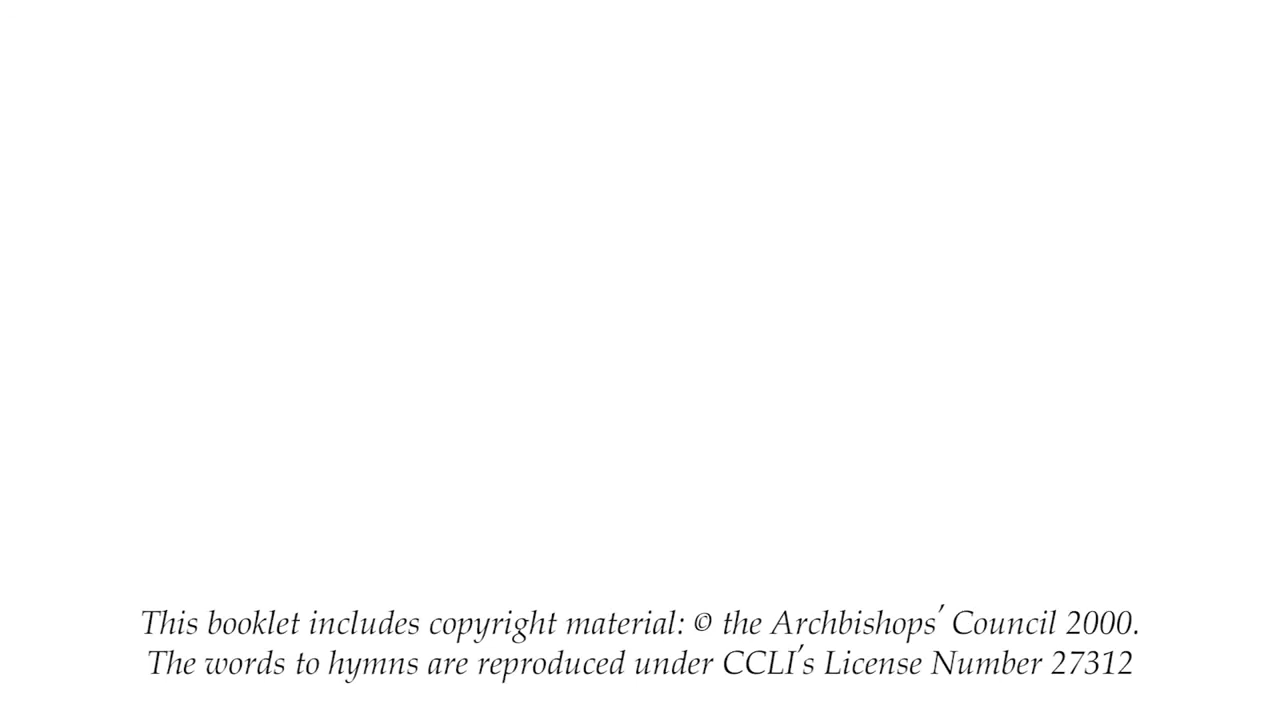 This booklet includes copyright material: © the Archbishops' Council 2000.
The words to hymns are reproduced under CCLI's License Number 27312